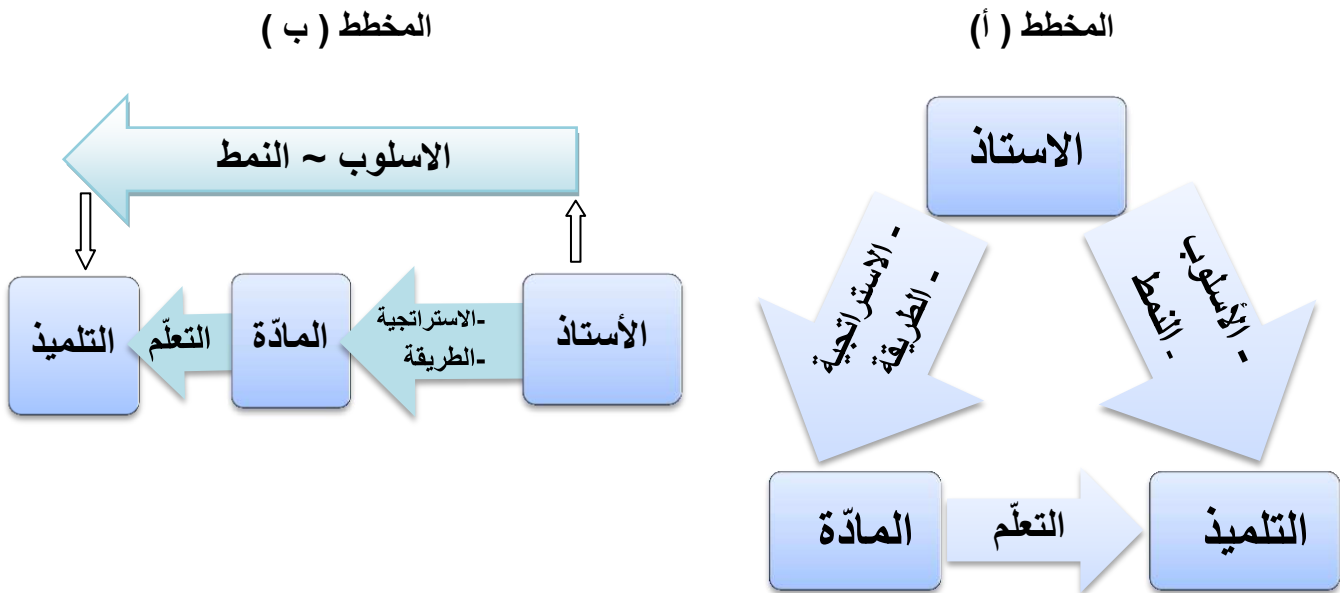 المخطط ( أ)
الاستاذ
- الأسلوب
- النمط
- الاستراتجية
- الطريقة
التلميذ
التعلّم
المادّة
المخطط ( ب )
الاسلوب ~ النمط
الأستاذ
-الاستراتجية
-الطريقة
المادّة
التعلّم
التلميذ